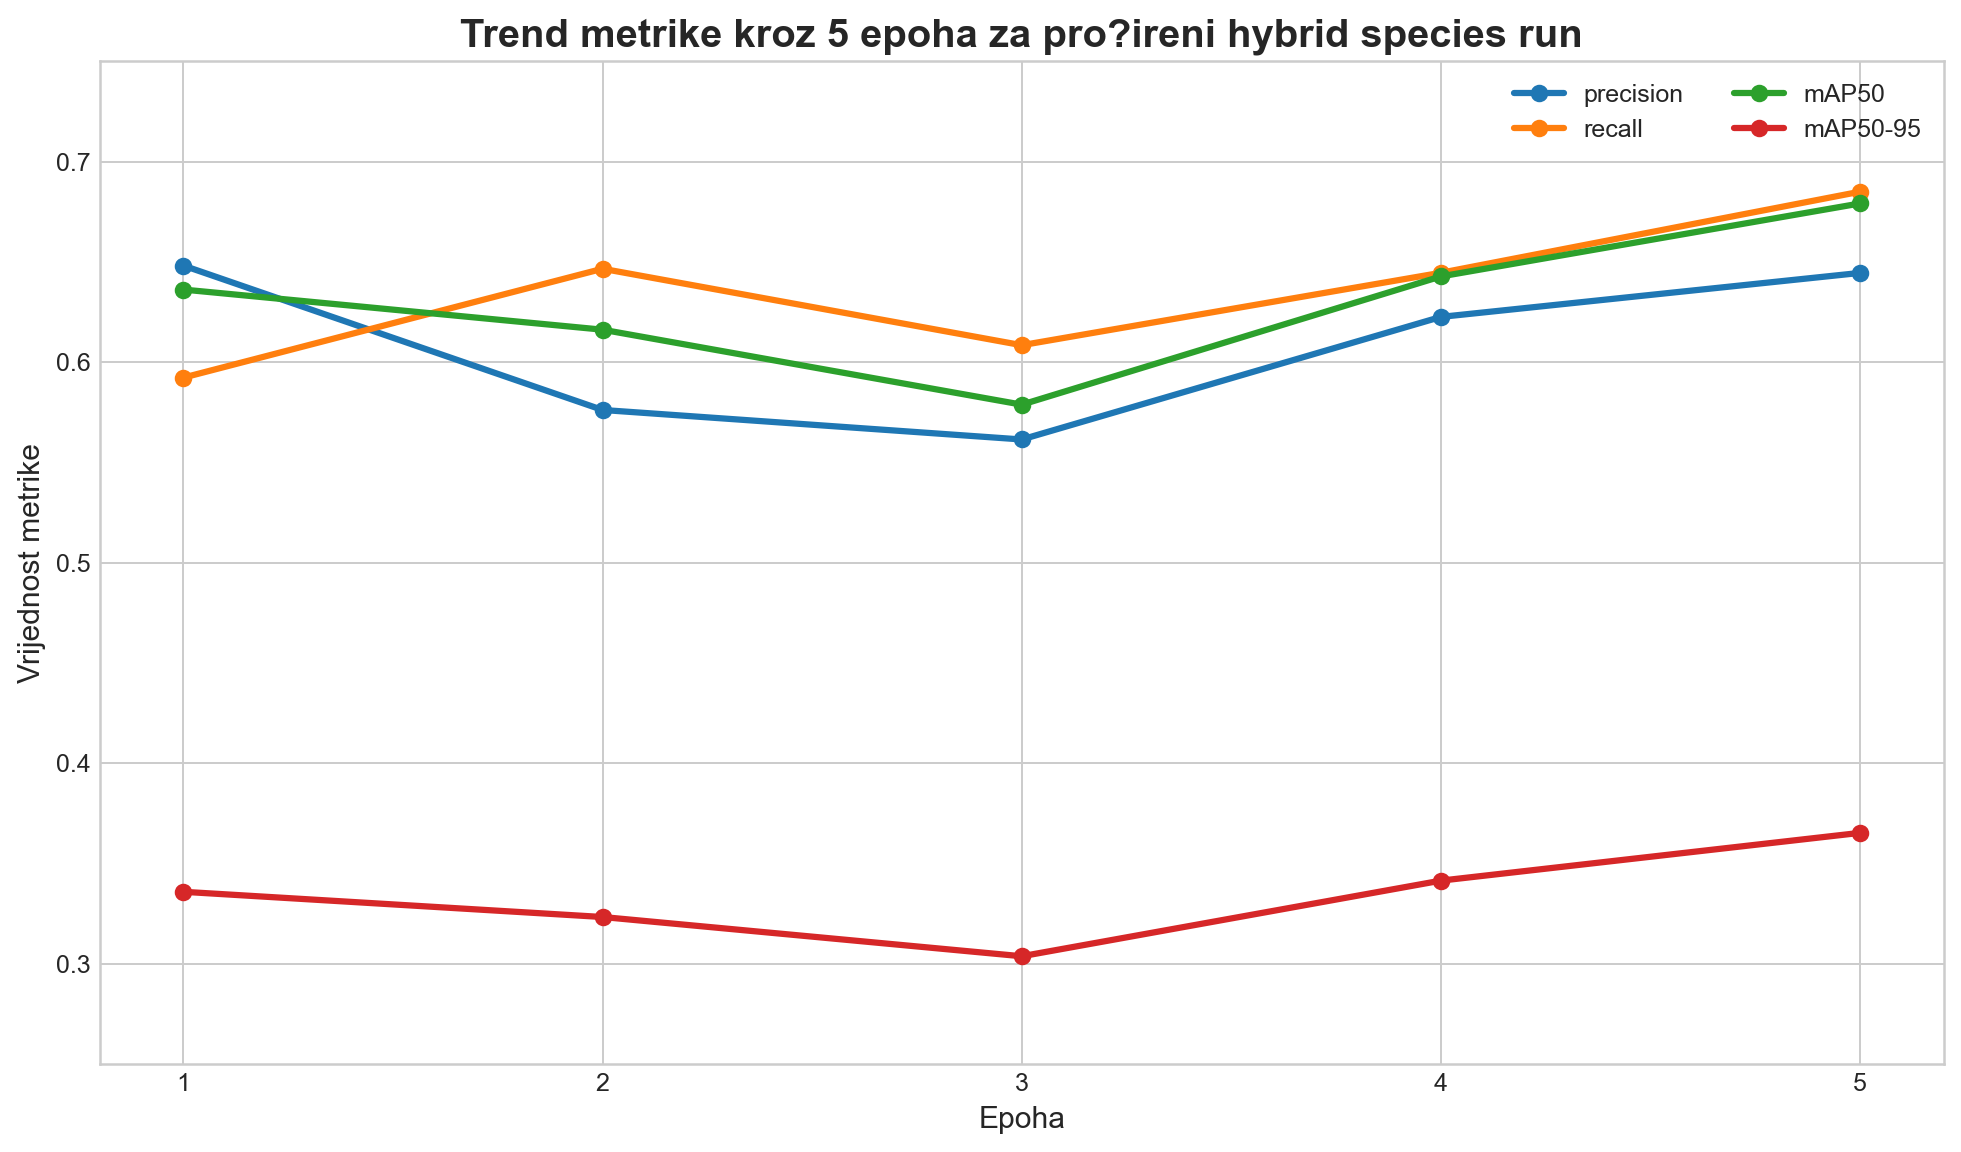 Trend metrike kroz 5 epoha za pro?ireni hybrid species run
precision
recall
mAP50
mAP50-95
Vrijednost metrike
0.7
0.6
0.5
0.4
0.3
1
2
3
4
5
Epoha